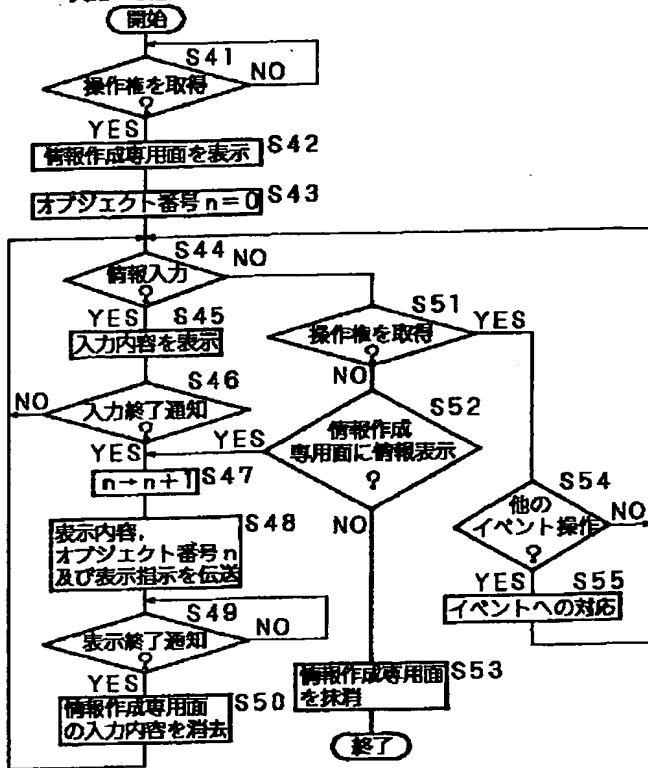 開始
S41
操作権を取得
?
NO
YES
情報作成専用面を表示
S42
オブジェクト番号n=0
S43
S44
情報入力
?
NO
YES
S45
入力内容を表示
S46
入力終了通知
?
NO
YES
n→n+1
S47
表示内容,
オブジェクト番号n
及び表示指示を伝送
S48
S49
表示終了通知
?
NO
YES
情報作成専用面
の入力内容を消去
S50
S51
操作権を取得
?
YES
NO
S52
情報作成
専用面に情報表示
?
YES
NO
情報作成専用面
を抹消
S53
終了
S54
他の
イベント操作
?
NO
YES
S55
イベントへの対応